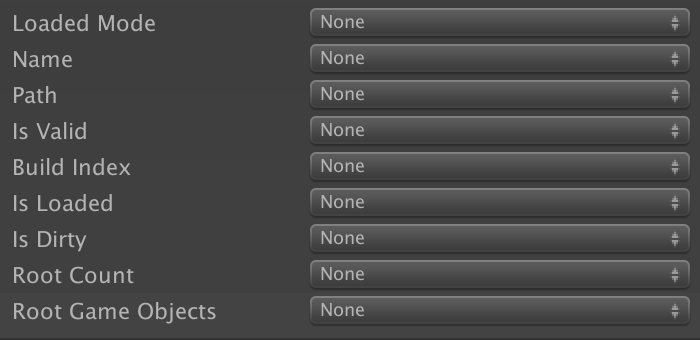 Loaded Mode None
Name None
Path None
Is Valid None
Build Index None
Is Loaded None
Is Dirty None
Root Count None
Root Game Objects None